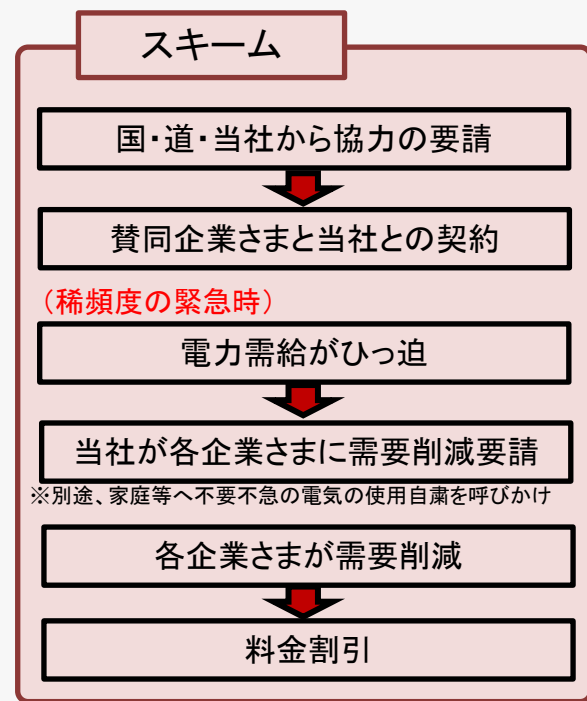 スキーム
国・道・当社から協力の要請
賛同企業さまと当社との契約
（稀頻度の緊急時）
電力需給がひっ迫
当社が各企業さまに需要削減要請
※別途、家庭等へ不要不急の電気の使用自粛を呼びかけ
各企業さまが需要削減
料金割引